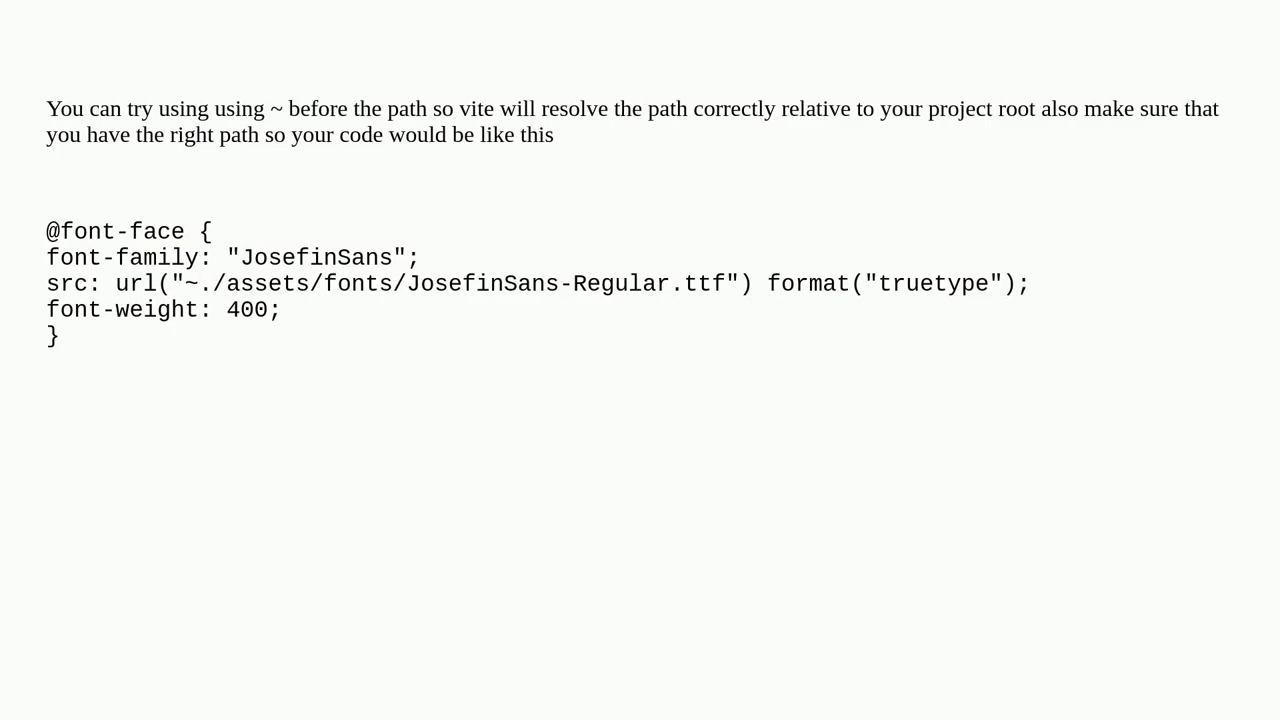 You can try using using ~ before the path so vite will resolve the path correctly relative to your project root also make sure that
you have the right path so your code would be like this
@font-face {
font-family: "JosefinSans";
src: url("~./assets/fonts/JosefinSans-Regular.ttf") format("truetype");
font-weight: 400;
}